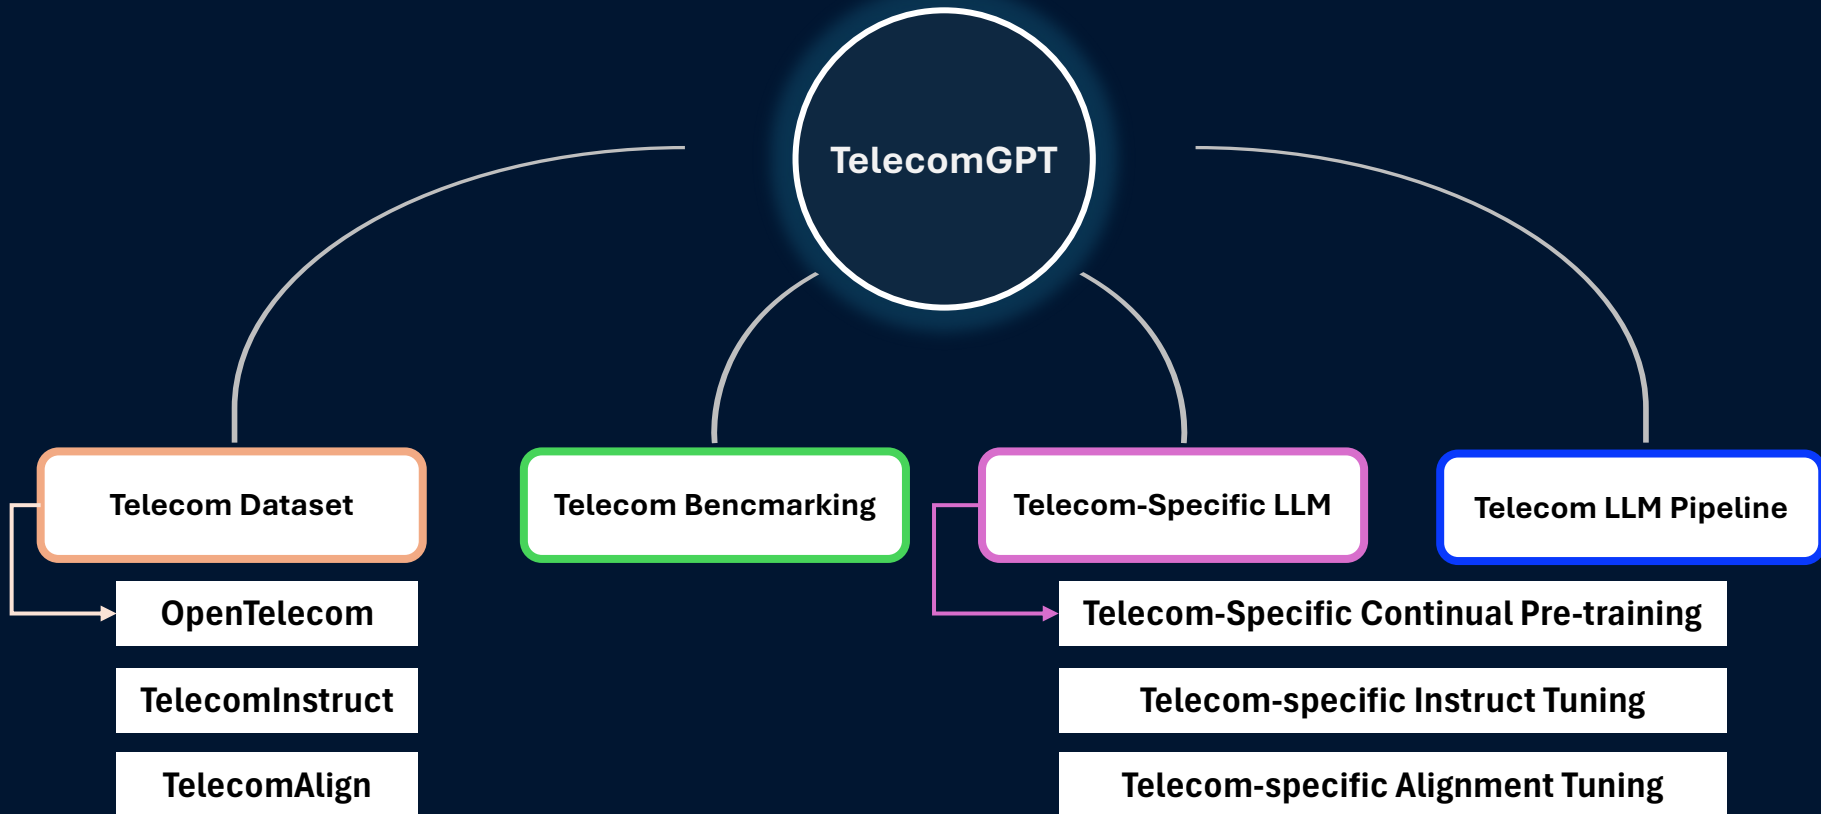 TelecomGPT
Telecom Dataset
Telecom Bencmarking
Telecom-Specific LLM
Telecom LLM Pipeline
OpenTelecom
TelecomInstruct
TelecomAlign
Telecom-Specific Continual Pre-training
Telecom-specific Instruct Tuning
Telecom-specific Alignment Tuning